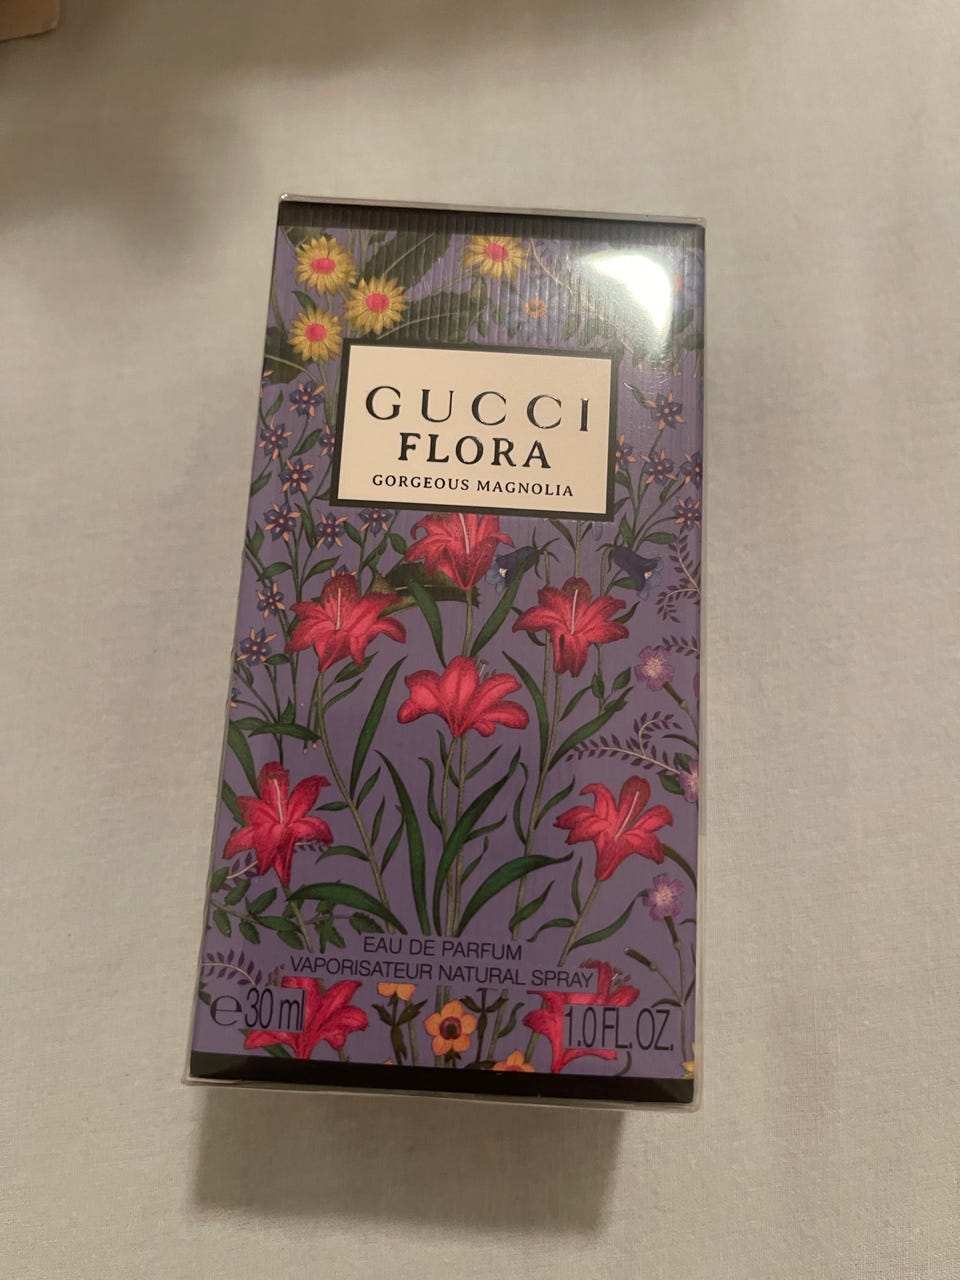 GUCCI
FLORA
GORGEOUS MAGNOLIA
EAU DE PARFUM
VAPORISATEUR NATURAL SPRAY
℮ 30 ml 1.0 FL. OZ.